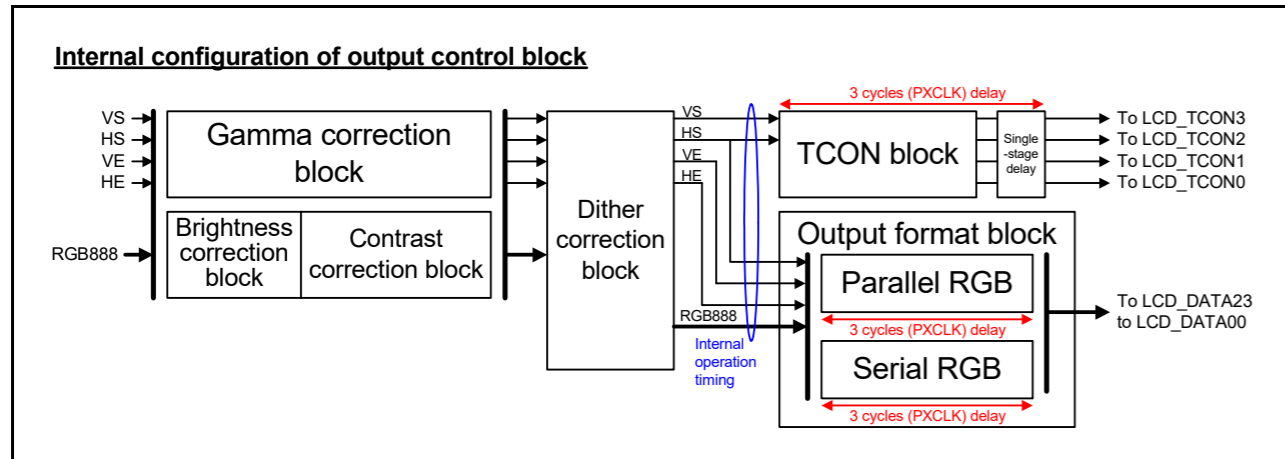 Internal configuration of output control block
VS
HS
VE
HE
RGB888
Gamma correction
block
Brightness
correction
block
Contrast
correction block
Dither
correction
block
VS
HS
VE
HE
RGB888
Internal
operation
timing
3 cycles (PXCLK) delay
TCON block
Single
-stage
delay
To LCD_TCON3
To LCD_TCON2
To LCD_TCON1
To LCD_TCON0
Output format block
Parallel RGB
3 cycles (PXCLK) delay
Serial RGB
3 cycles (PXCLK) delay
To LCD_DATA23
to LCD_DATA00